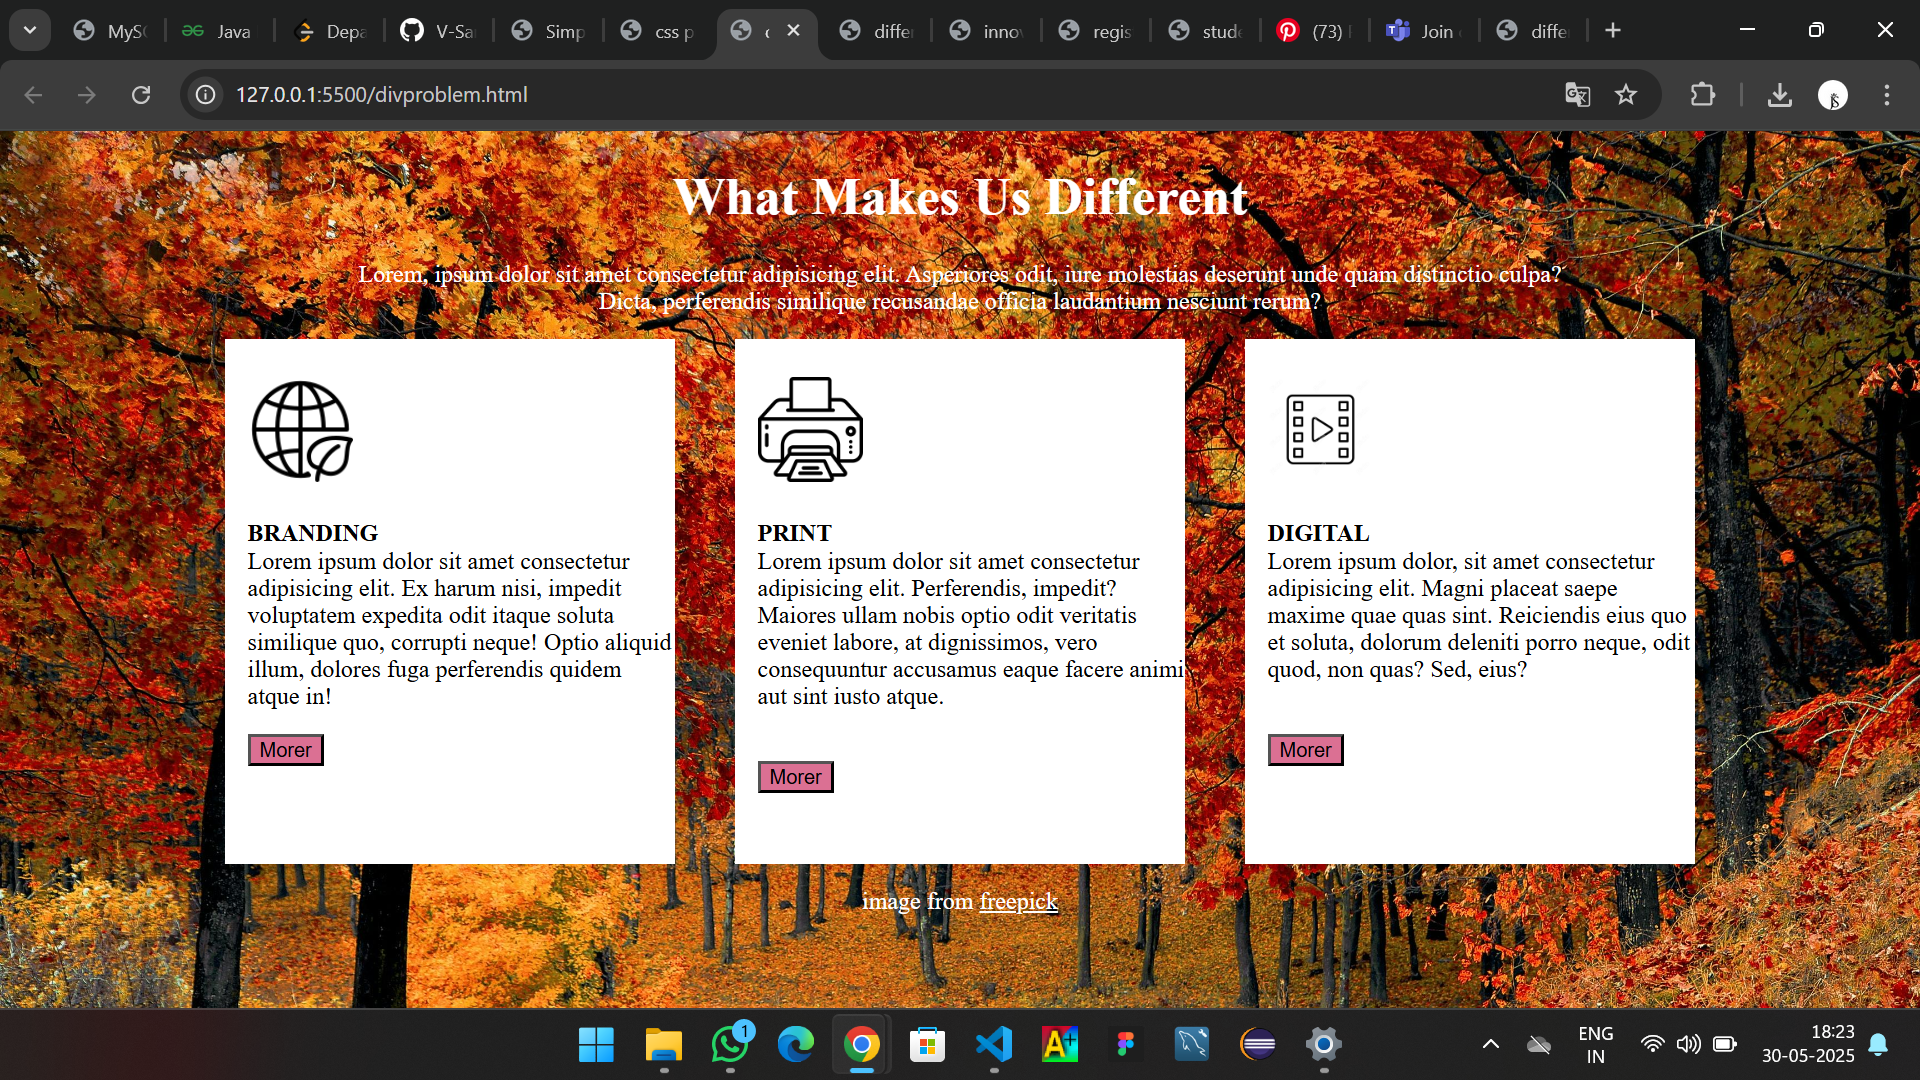 MyS
Java
Depa
V-Sa
Simp
css p
differ
inno
regis
stud
(73)
Join
diffe
127.0.0.1:5500/divproblem.html
What Makes Us Different
Lorem, ipsum dolor sit amet consectetur adipisicing elit. Asperiores odit, iure molestias deserunt unde quam distinctio culpa?
Dicta, perferendis similique recusandae officia laudantium nesciunt rerum?
BRANDING
Lorem ipsum dolor sit amet consectetur
adipisicing elit. Ex harum nisi, impedit
voluptatem expedita odit itaque soluta
similique quo, corrupti neque! Optio aliquid
illum, dolores fuga perferendis quidem
atque in!
Morer
PRINT
Lorem ipsum dolor sit amet consectetur
adipisicing elit. Perferendis, impedit?
Maiores ullam nobis optio odit veritatis
eveniet labore, at dignissimos, vero
consequuntur accusamus eaque facere animi
aut sint iusto atque.
Morer
DIGITAL
Lorem ipsum dolor, sit amet consectetur
adipisicing elit. Magni placeat saepe
maxime quae quas sint. Reiciendis eius quo
et soluta, dolorum deleniti porro neque, odit
quod, non quas? Sed, eius?
Morer
image from freepick
1
ENG
IN
18:23
30-05-2025